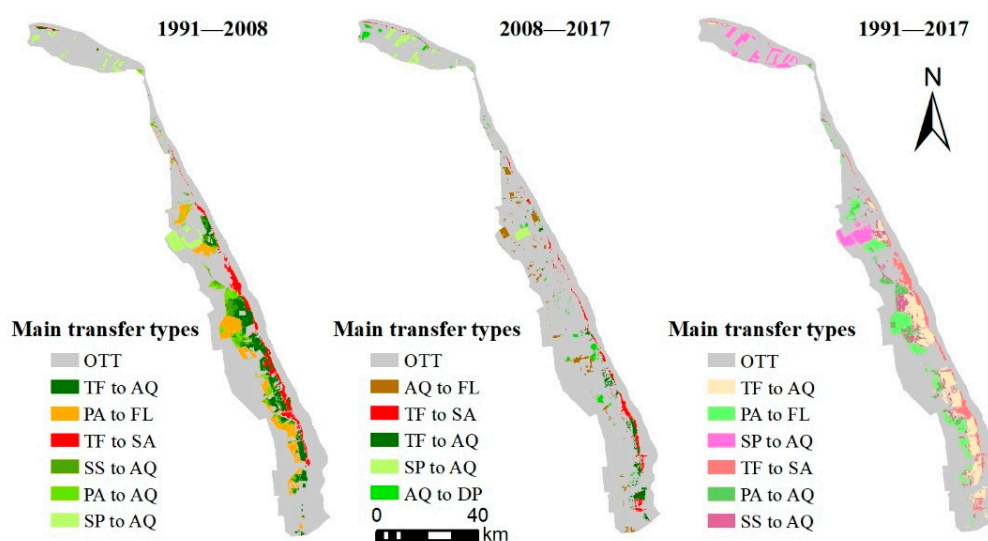 1991—2008
2008—2017
1991—2017
N
Main transfer types
OTT
TF to AQ
PA to FL
TF to SA
SS to AQ
PA to AQ
SP to AQ
Main transfer types
OTT
AQ to FL
TF to SA
TF to AQ
SP to AQ
AQ to DP
0 40
km
Main transfer types
OTT
TF to AQ
PA to FL
SP to AQ
TF to SA
PA to AQ
SS to AQ